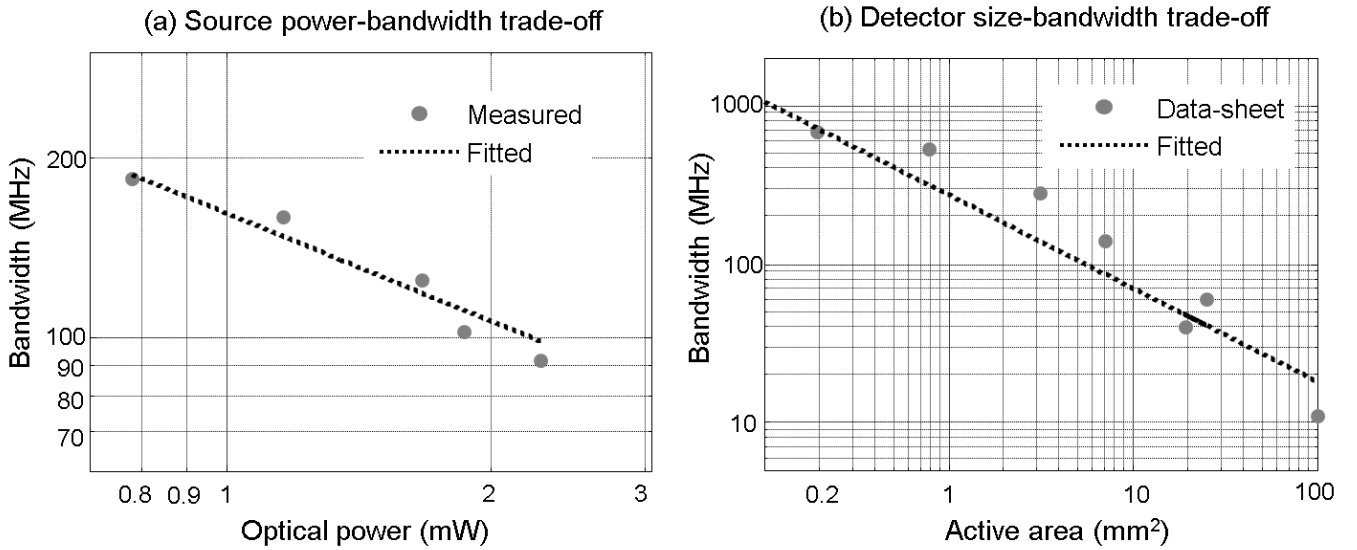 (a) Source power-bandwidth trade-off
Measured
Fitted
200
100
90
80
70
Bandwidth (MHz)
0.8 0.9 1 2 3
Optical power (mW)
(b) Detector size-bandwidth trade-off
Data-sheet
Fitted
1000
100
10
Bandwidth (MHz)
0.2 1 10 100
Active area (mm²)